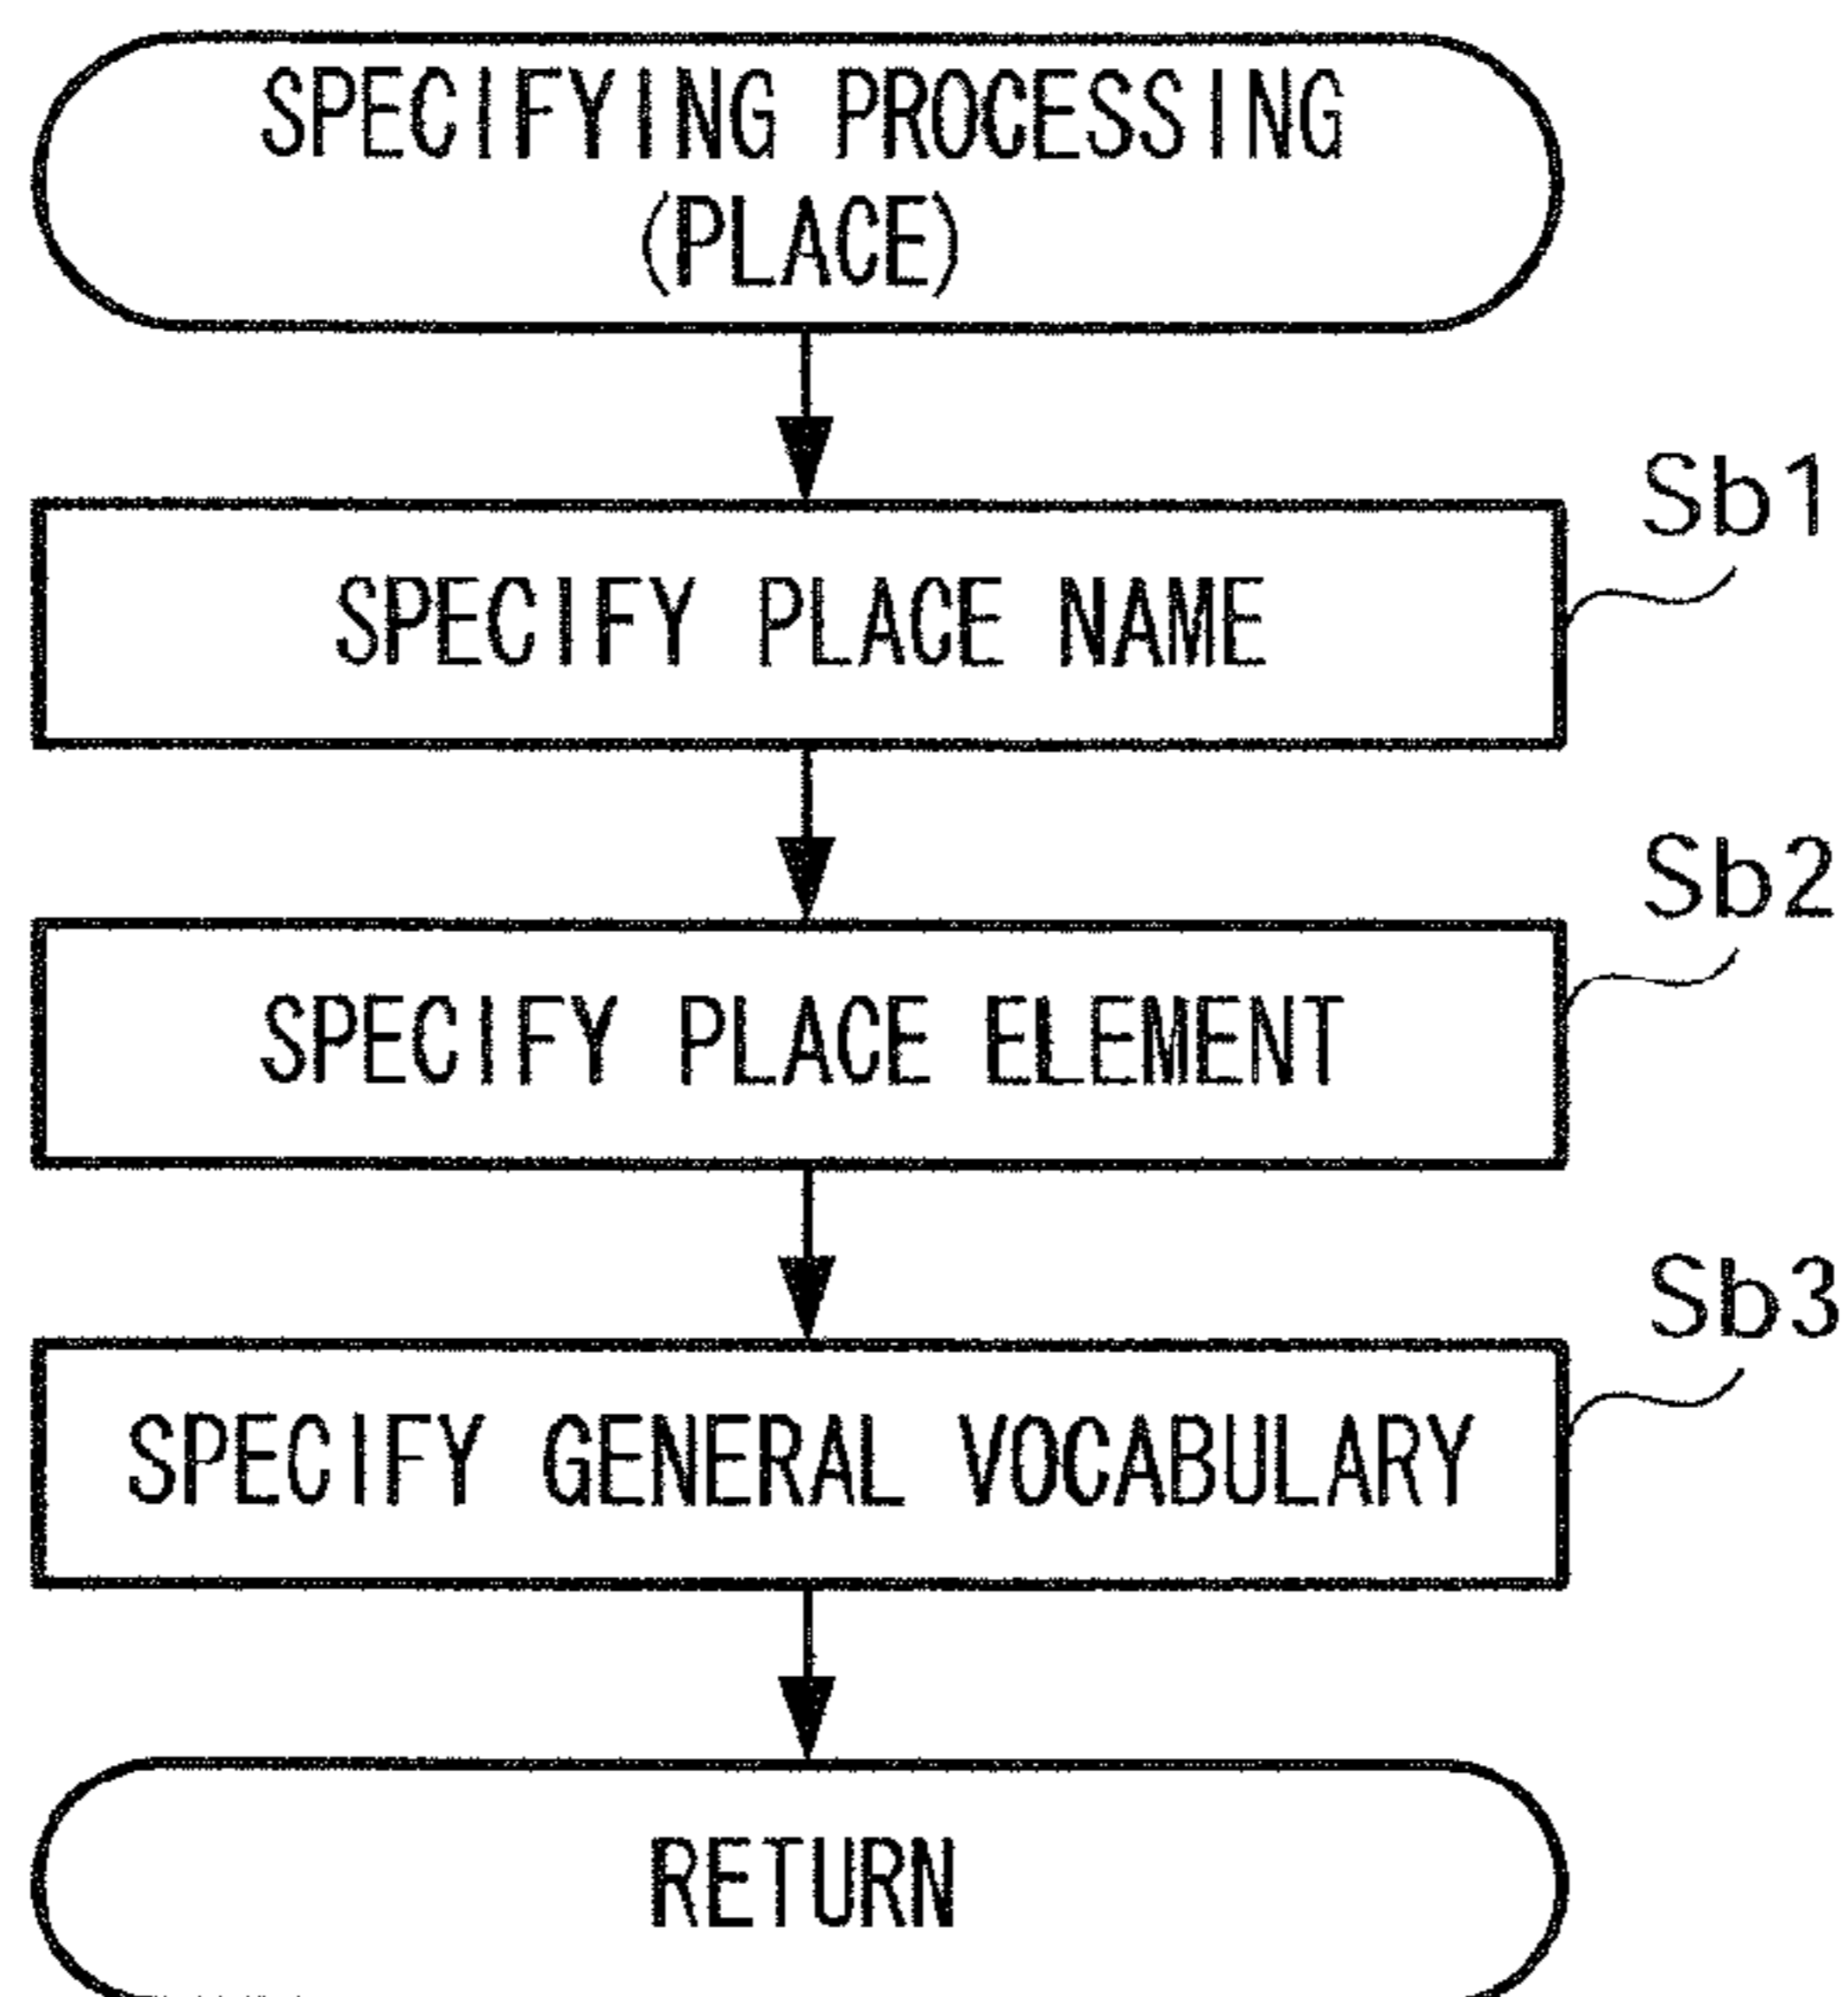 SPECIFYING PROCESSING
(PLACE)
Sb1
SPECIFY PLACE NAME
Sb2
SPECIFY PLACE ELEMENT
Sb3
SPECIFY GENERAL VOCABULARY
RETURN